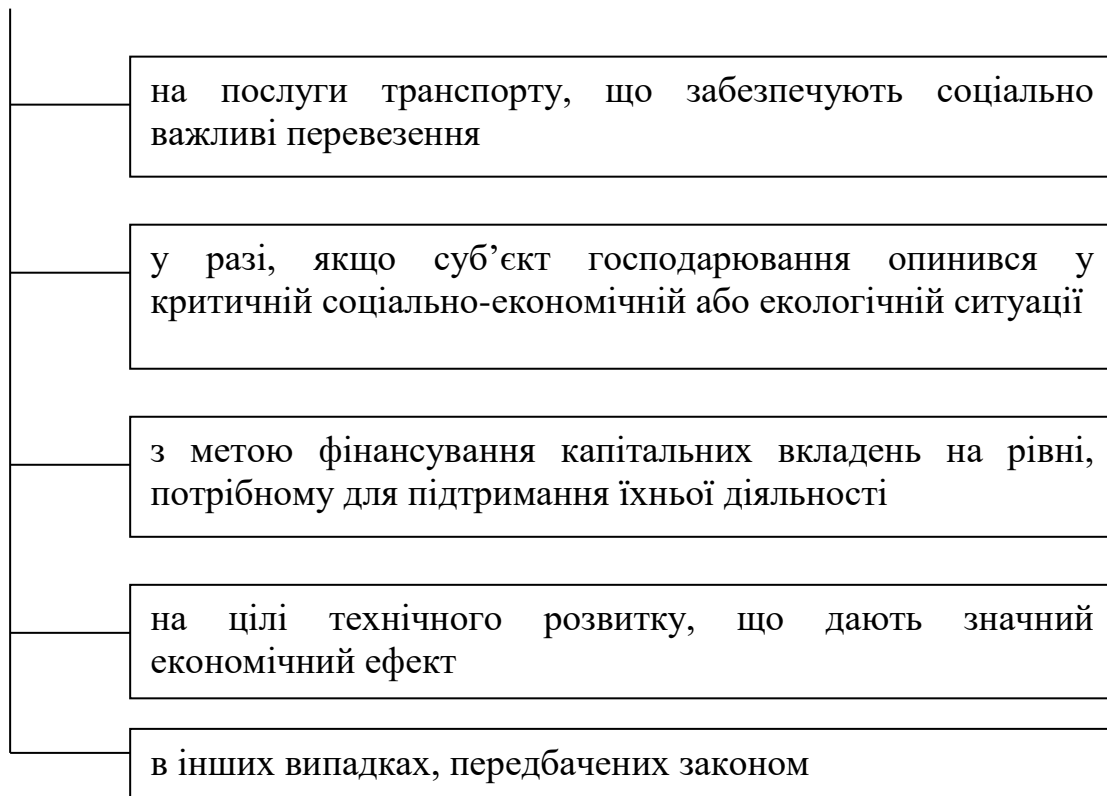 на послуги транспорту, що забезпечують соціально
важливі перевезення
у разі, якщо суб’єкт господарювання опинився у
критичній соціально-економічній або екологічній ситуації
з метою фінансування капітальних вкладень на рівні,
потрібному для підтримання їхньої діяльності
на цілі технічного розвитку, що дають значний
економічний ефект
в інших випадках, передбачених законом